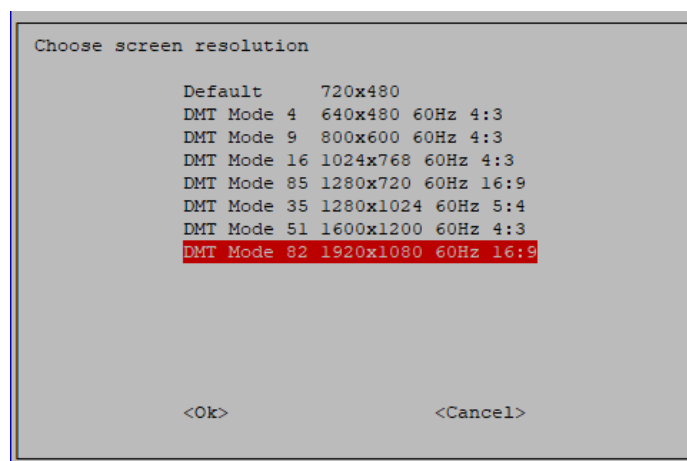 Choose screen resolution
Default 720x480
DMT Mode 4 640x480 60Hz 4:3
DMT Mode 9 800x600 60Hz 4:3
DMT Mode 16 1024x768 60Hz 4:3
DMT Mode 85 1280x720 60Hz 16:9
DMT Mode 35 1280x1024 60Hz 5:4
DMT Mode 51 1600x1200 60Hz 4:3
DMT Mode 82 1920x1080 60Hz 16:9
<Ok> <Cancel>